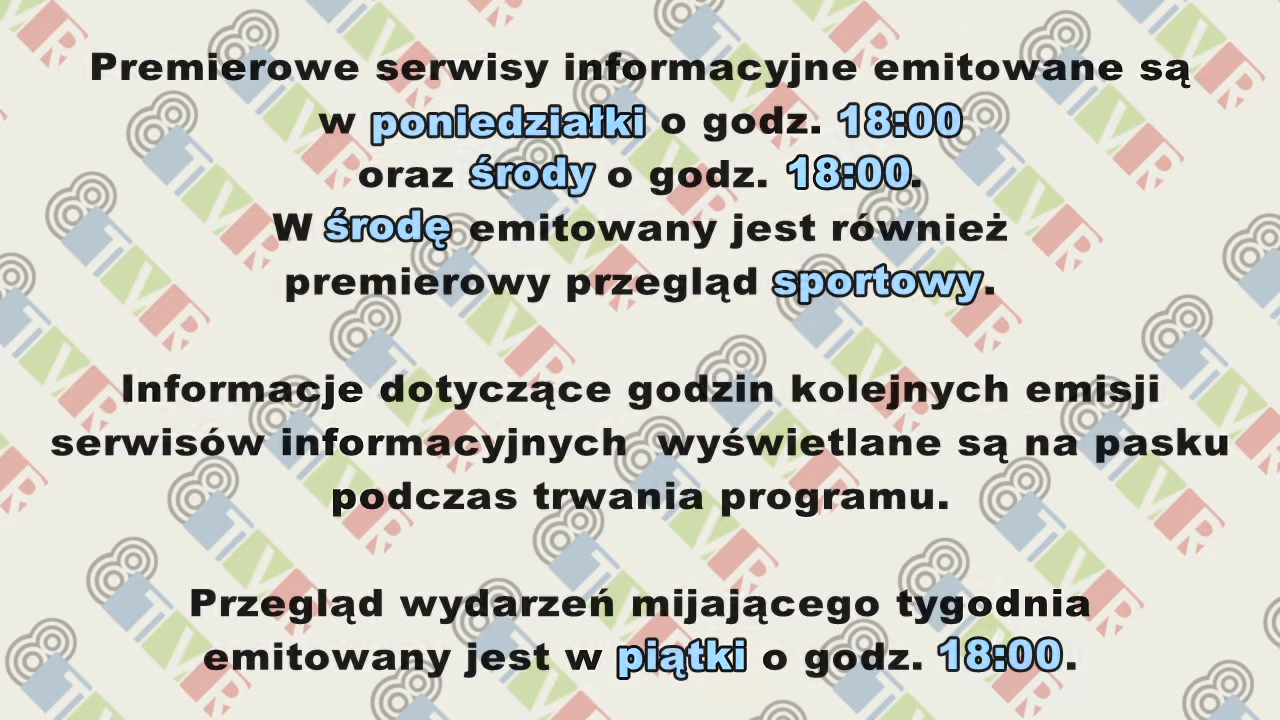 Premierowe serwisy informacyjne emitowane są
w poniedziałki o godz. 18:00
oraz środy o godz. 18:00.
W środę emitowany jest również
premierowy przegląd sportowy.
Informacje dotyczące godzin kolejnych emisji
serwisów informacyjnych wyświetlane są na pasku
podczas trwania programu.
Przegląd wydarzeń mijającego tygodnia
emitowany jest w piątki o godz. 18:00.